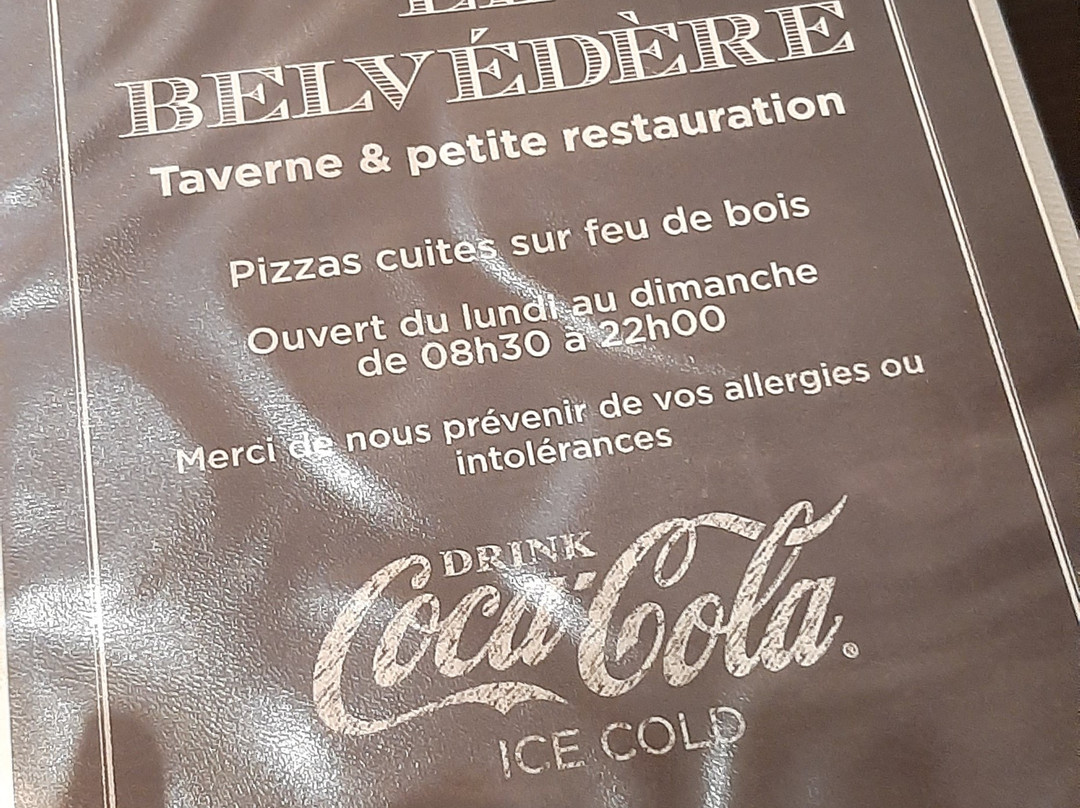 LE
BELVÉDÈRE
Taverne & petite restauration
Pizzas cuites sur feu de bois
Ouvert du lundi au dimanche
de 08h30 à 22h00
Merci de nous prévenir de vos allergies ou
intolérances
DRINK
Coca-Cola®
ICE COLD